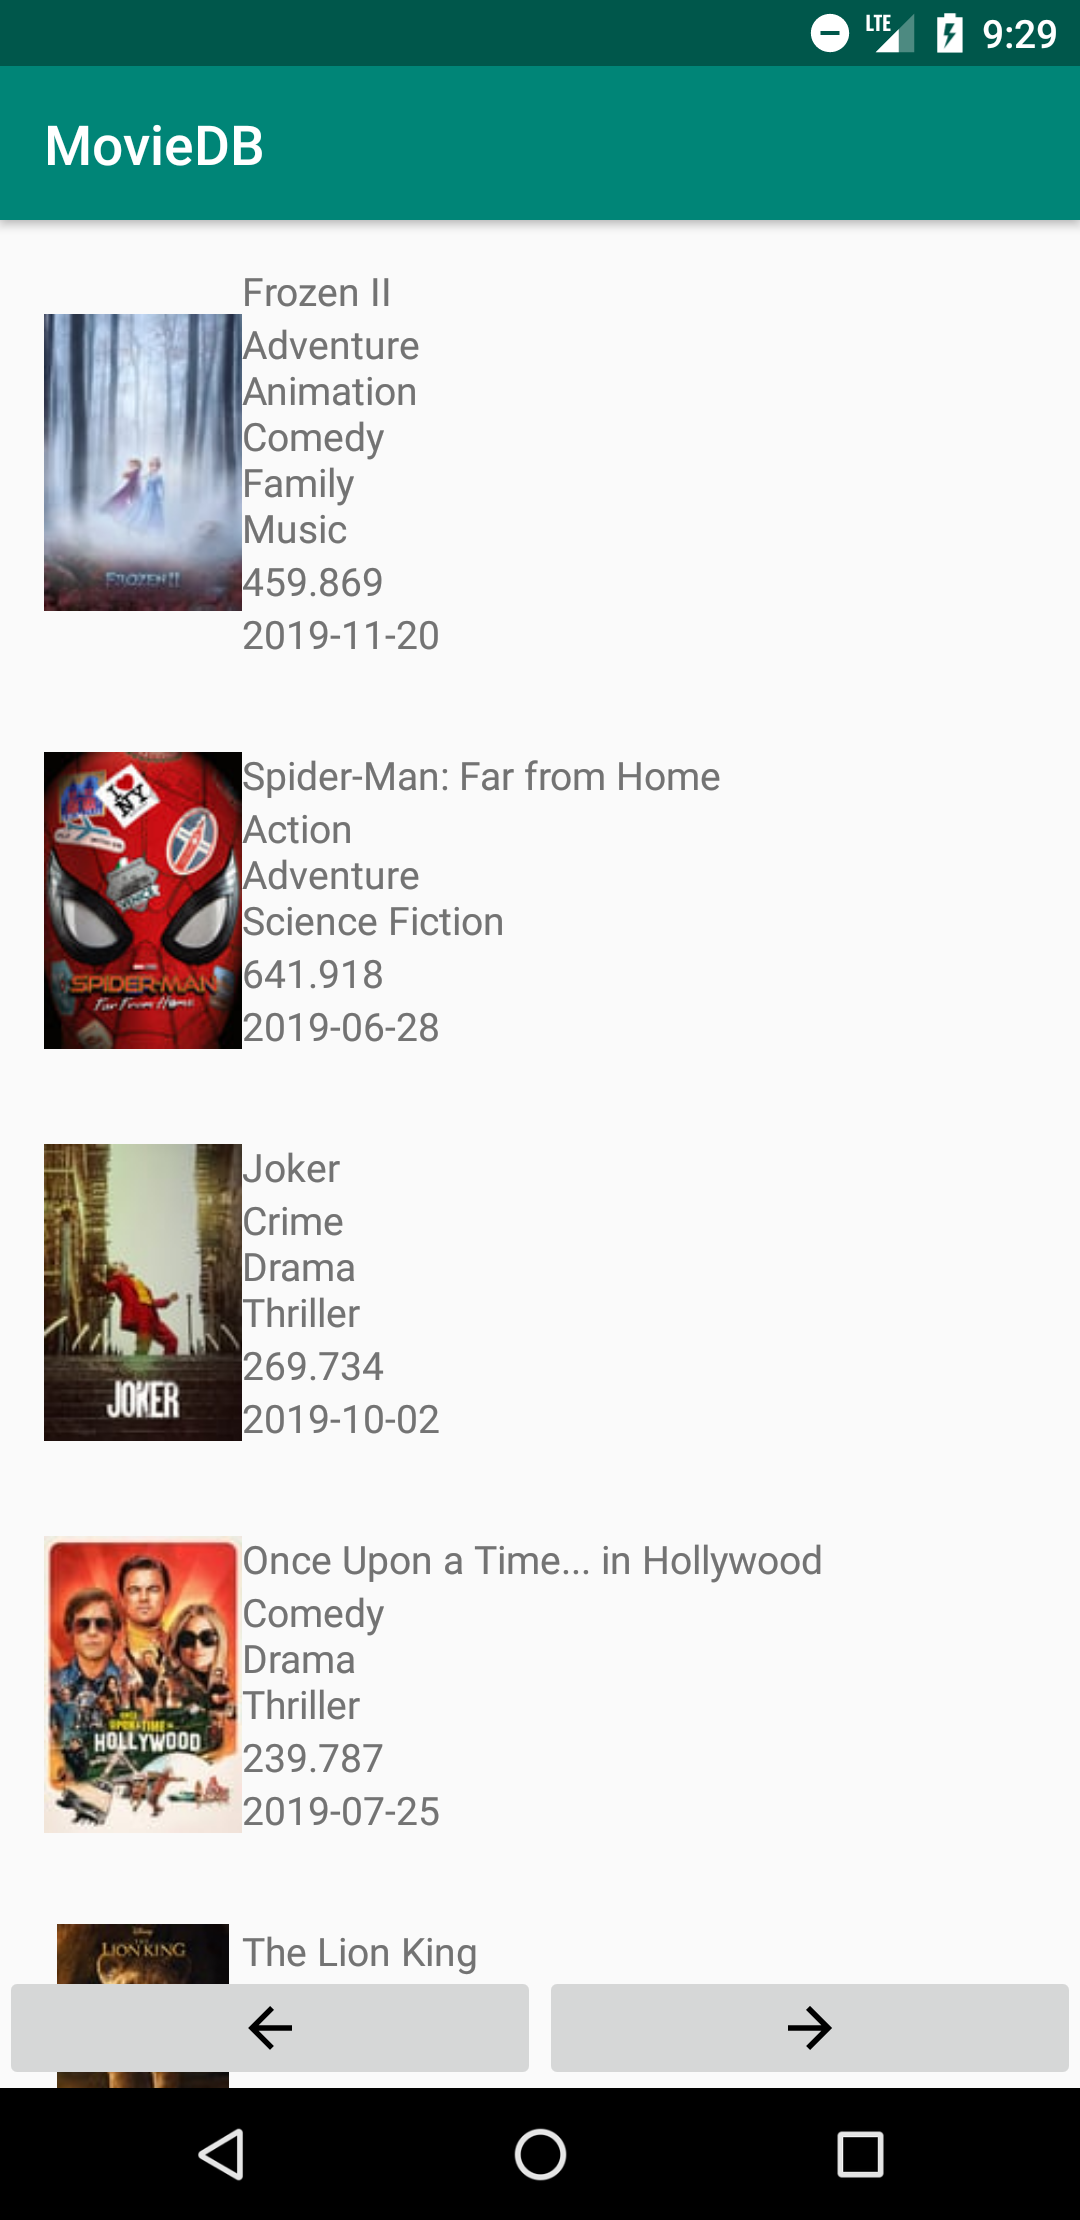 LTE 9:29
MovieDB
Frozen II
Adventure
Animation
Comedy
Family
Music
FROZEN II
459.869
2019-11-20
I ♥ NY
Spider-Man: Far from Home
Action
Adventure
Science Fiction
SPIDER-MAN
Far From Home
641.918
2019-06-28
Joker
Crime
Drama
Thriller
269.734
JOKER
2019-10-02
Once Upon a Time... in Hollywood
Comedy
Drama
Thriller
ONCE
UPON A TIME IN
HOLLYWOOD
239.787
2019-07-25
Disney
LION KING
The Lion King